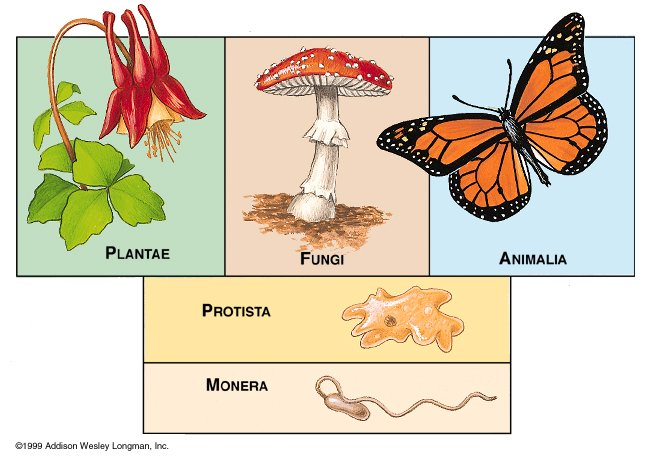 PLANTAE
FUNGI
ANIMALIA
PROTISTA
MONERA
©1999 Addison Wesley Longman, Inc.